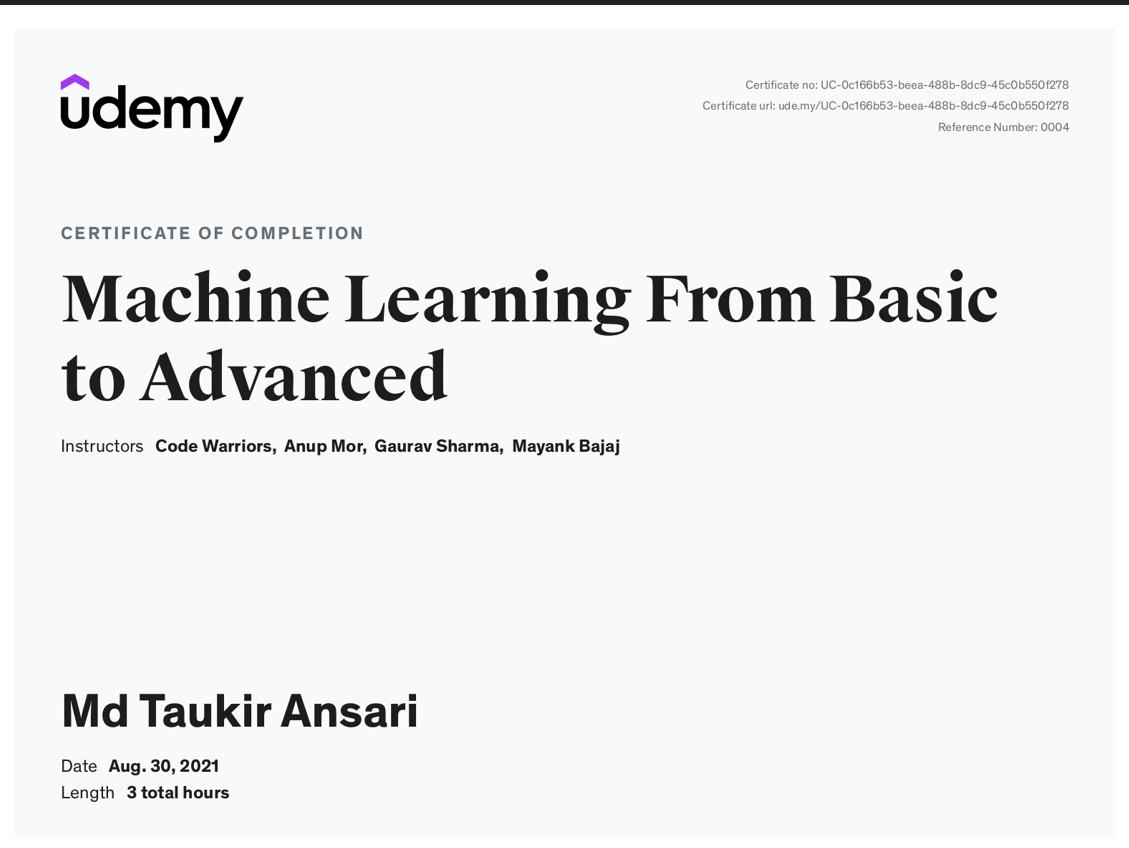 udemy
Certificate no: UC-0c166b53-beea-488b-8dc9-45c0b550f278
Certificate url: ude.my/UC-0c166b53-beea-488b-8dc9-45c0b550f278
Reference Number: 0004
CERTIFICATE OF COMPLETION
Machine Learning From Basic
to Advanced
Instructors Code Warriors, Anup Mor, Gaurav Sharma, Mayank Bajaj
Md Taukir Ansari
Date Aug. 30, 2021
Length 3 total hours